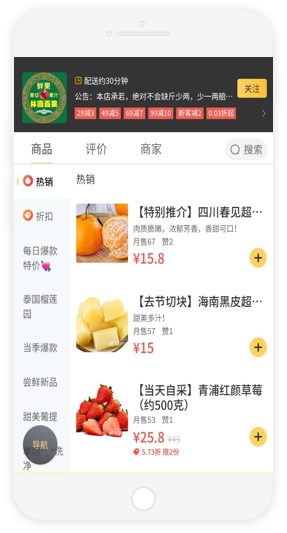 鲜果
果切 果汁
林园百果
配送约30分钟
公告：本店承若，绝对不会缺斤少两，少一两赔…
关注
29减3 49减5 69减7 99减10 新客减2 0.03折起
商品 评价 商家 搜索
热销
折扣
每日爆款
特价
泰国榴莲
园
当季爆款
尝鲜新品
甜美葡提
导航
洗
净
热销
【特别推介】四川春见超…
肉质脆嫩，浓郁芳香，香甜可口！
月售67 赞2
¥15.8
【去节切块】海南黑皮超…
甜美多汁！
月售57 赞1
¥15
【当天自采】青浦红颜草莓
（约500克）
月售53 赞1
¥25.8 ¥45
5.73折 限2份